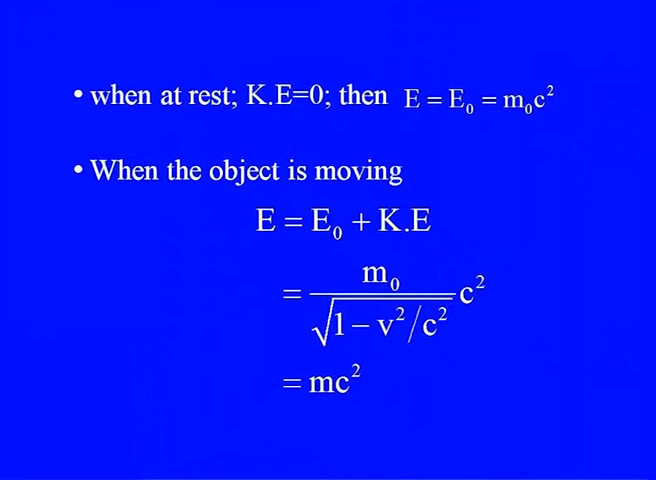 • when at rest; K.E=0; then E = E₀ = m₀c²
• When the object is moving
E = E₀ + K.E
= m₀ / √(1 − v²/c²) c²
= mc²